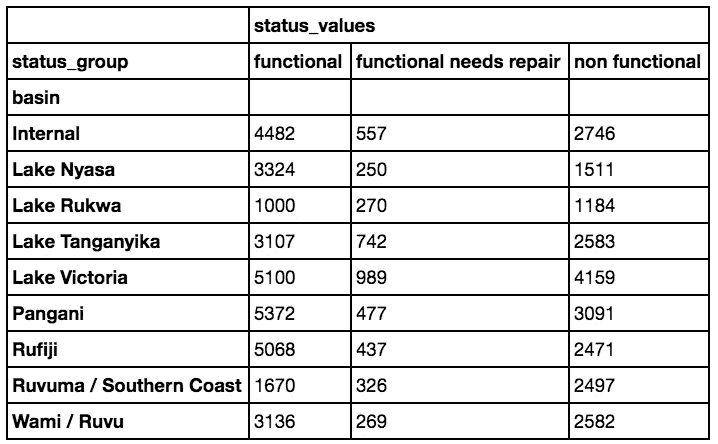 status_values
status_group functional functional needs repair non functional
basin
Internal 4482 557 2746
Lake Nyasa 3324 250 1511
Lake Rukwa 1000 270 1184
Lake Tanganyika 3107 742 2583
Lake Victoria 5100 989 4159
Pangani 5372 477 3091
Rufiji 5068 437 2471
Ruvuma / Southern Coast 1670 326 2497
Wami / Ruvu 3136 269 2582